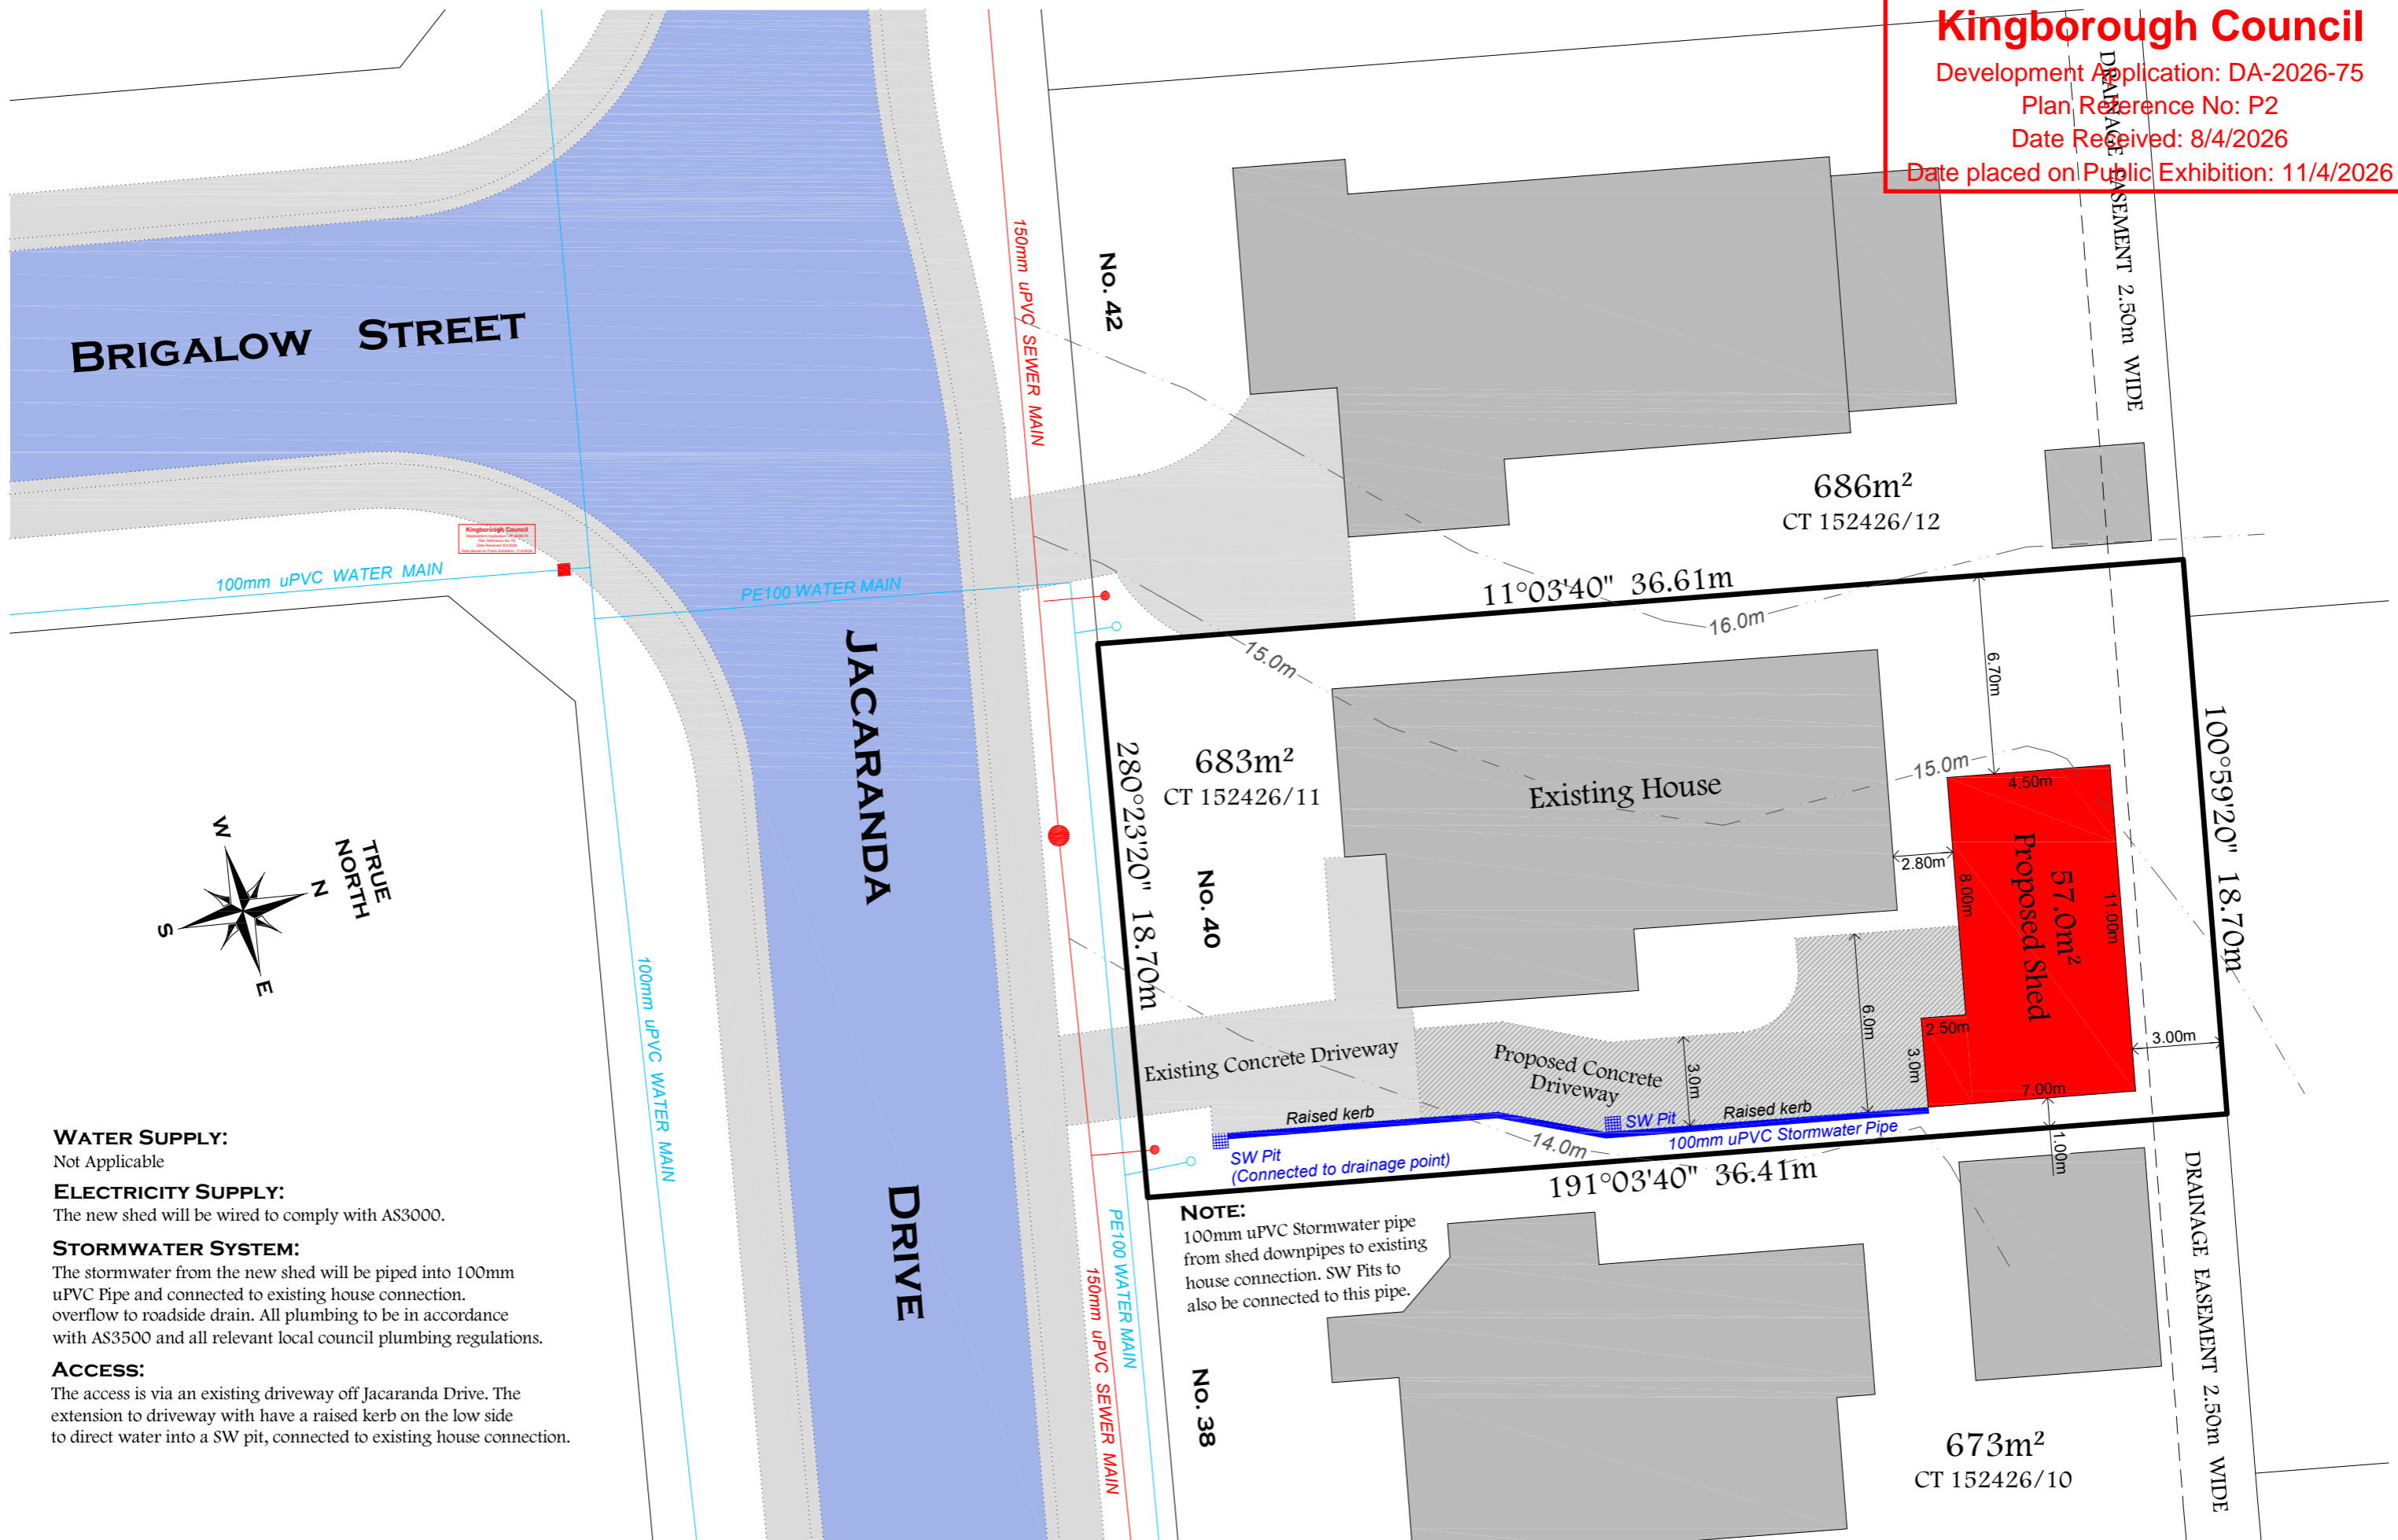 Kingborough Council
Development Application: DA-2026-75
Plan Reference No: P2
Date Received: 8/4/2026
Date placed on Public Exhibition: 11/4/2026
DRAINAGE EASEMENT 2.50m WIDE
BRIGALOW STREET
150mm uPVC SEWER MAIN
No. 42
686m²
CT 152426/12
Kingborough Council
100mm uPVC WATER MAIN
PE100 WATER MAIN
11°03'40" 36.61m
16.0m
15.0m
6.70m
JACARANDA
DRIVE
280°23'20" 18.70m
683m²
CT 152426/11
No. 40
Existing House
15.0m
4.50m
2.80m
8.00m
57.0m²
Proposed Shed
11.00m
100°59'20" 18.70m
W
N
S
E
TRUE
NORTH
100mm uPVC WATER MAIN
6.0m
2.50m
3.0m
3.00m
7.00m
1.00m
Existing Concrete Driveway
Proposed Concrete
Driveway
3.0m
Raised kerb
SW Pit
Raised kerb
100mm uPVC Stormwater Pipe
14.0m
SW Pit
(Connected to drainage point)
191°03'40" 36.41m
WATER SUPPLY:
Not Applicable
ELECTRICITY SUPPLY:
The new shed will be wired to comply with AS3000.
STORMWATER SYSTEM:
The stormwater from the new shed will be piped into 100mm
uPVC Pipe and connected to existing house connection.
overflow to roadside drain. All plumbing to be in accordance
with AS3500 and all relevant local council plumbing regulations.
ACCESS:
The access is via an existing driveway off Jacaranda Drive. The
extension to driveway with have a raised kerb on the low side
to direct water into a SW pit, connected to existing house connection.
NOTE:
100mm uPVC Stormwater pipe
from shed downpipes to existing
house connection. SW Pits to
also be connected to this pipe.
PE100 WATER MAIN
150mm uPVC SEWER MAIN
No. 38
673m²
CT 152426/10
DRAINAGE EASEMENT 2.50m WIDE